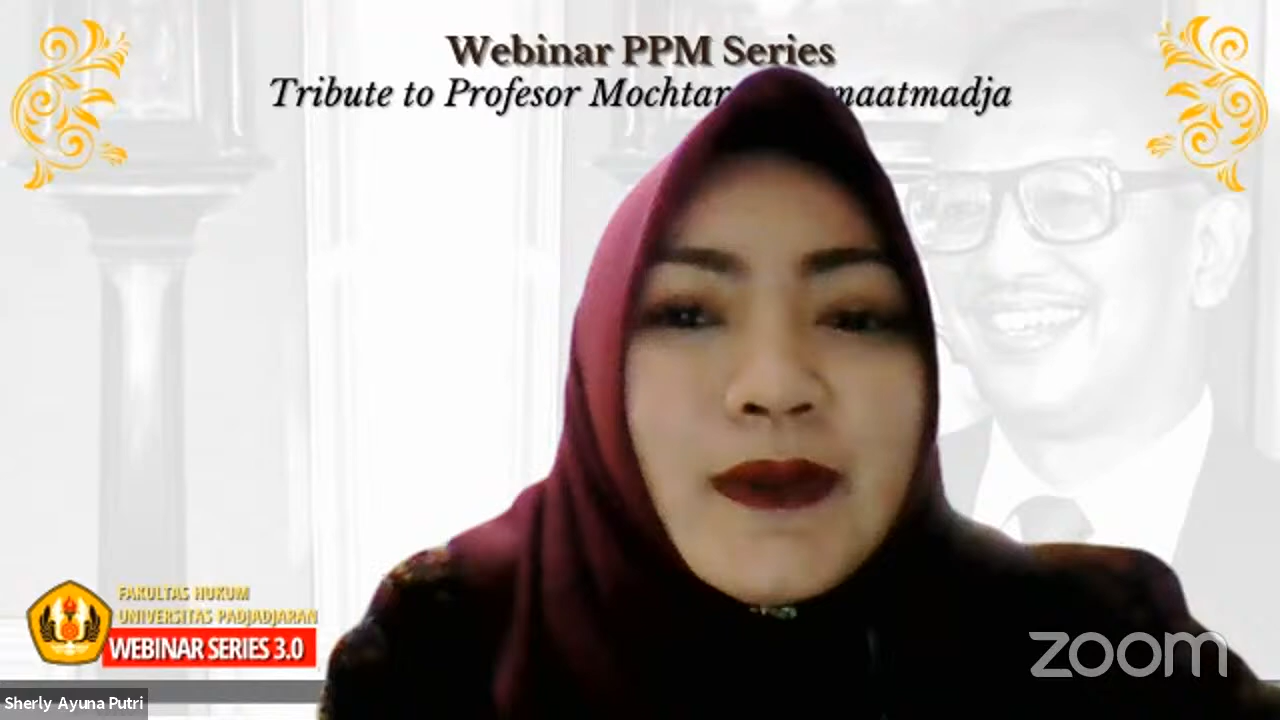 Webinar PPM Series
Tribute to Profesor Mochtar maatmadja
FAKULTAS HUKUM
UNIVERSITAS PADJADJARAN
WEBINAR SERIES 3.0
zoom
Sherly Ayuna Putri